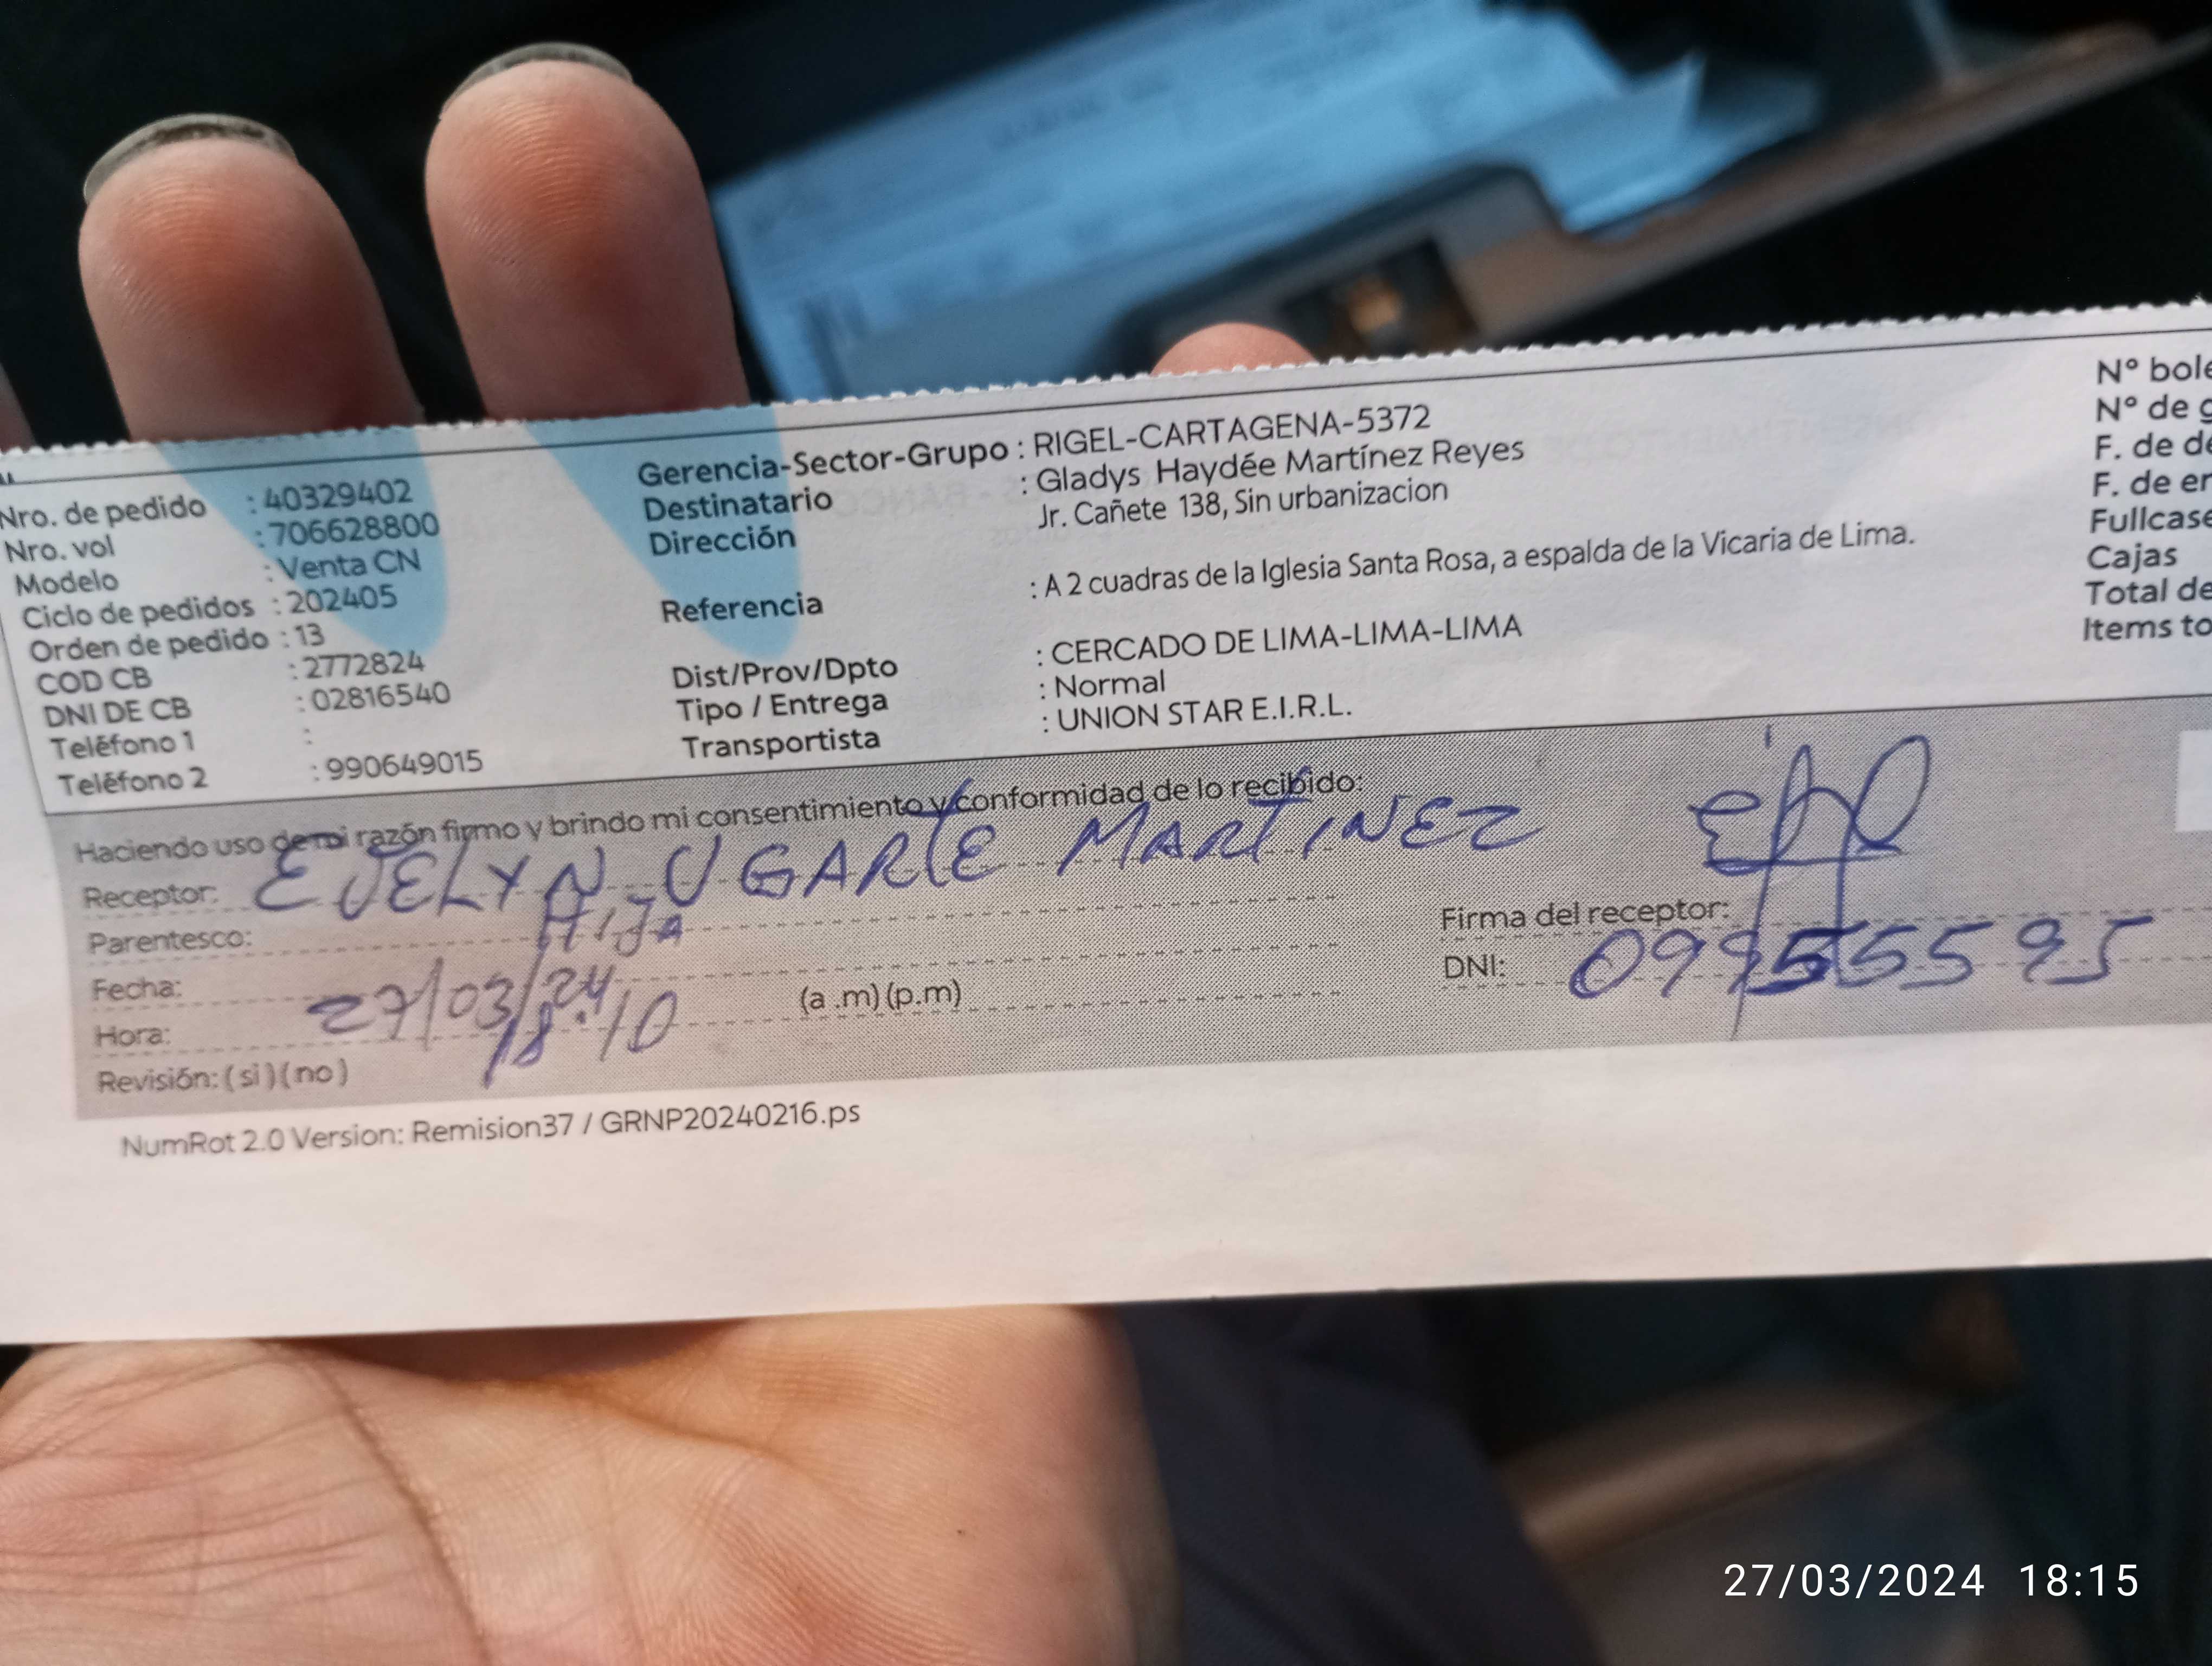 Nro. de pedido : 40329402
Nro. vol : 706628800
Modelo : Venta CN
Ciclo de pedidos : 202405
Orden de pedido : 13
COD CB : 2772824
DNI DE CB : 02816540
Teléfono 1 :
Teléfono 2 : 990649015
Gerencia-Sector-Grupo : RIGEL-CARTAGENA-5372
Destinatario : Gladys Haydée Martínez Reyes
Dirección Jr. Cañete 138, Sin urbanizacion
Referencia : A 2 cuadras de la Iglesia Santa Rosa, a espalda de la Vicaria de Lima.
Dist/Prov/Dpto : CERCADO DE LIMA-LIMA-LIMA
Tipo / Entrega : Normal
Transportista : UNION STAR E.I.R.L.
N° bole
N° de g
F. de de
F. de en
Fullcase
Cajas
Total de
Items to
Haciendo uso de mi razón firmo y brindo mi consentimiento y conformidad de lo recibido:
Receptor: EVELYN UGARTE MARTINEZ
Parentesco: HIJA
Fecha: 27/03/24
Hora: 18:10 (a .m) (p.m)
Revisión: (si) (no)
Firma del receptor:
DNI: 09955595
NumRot 2.0 Version: Remision37 / GRNP20240216.ps
27/03/2024 18:15